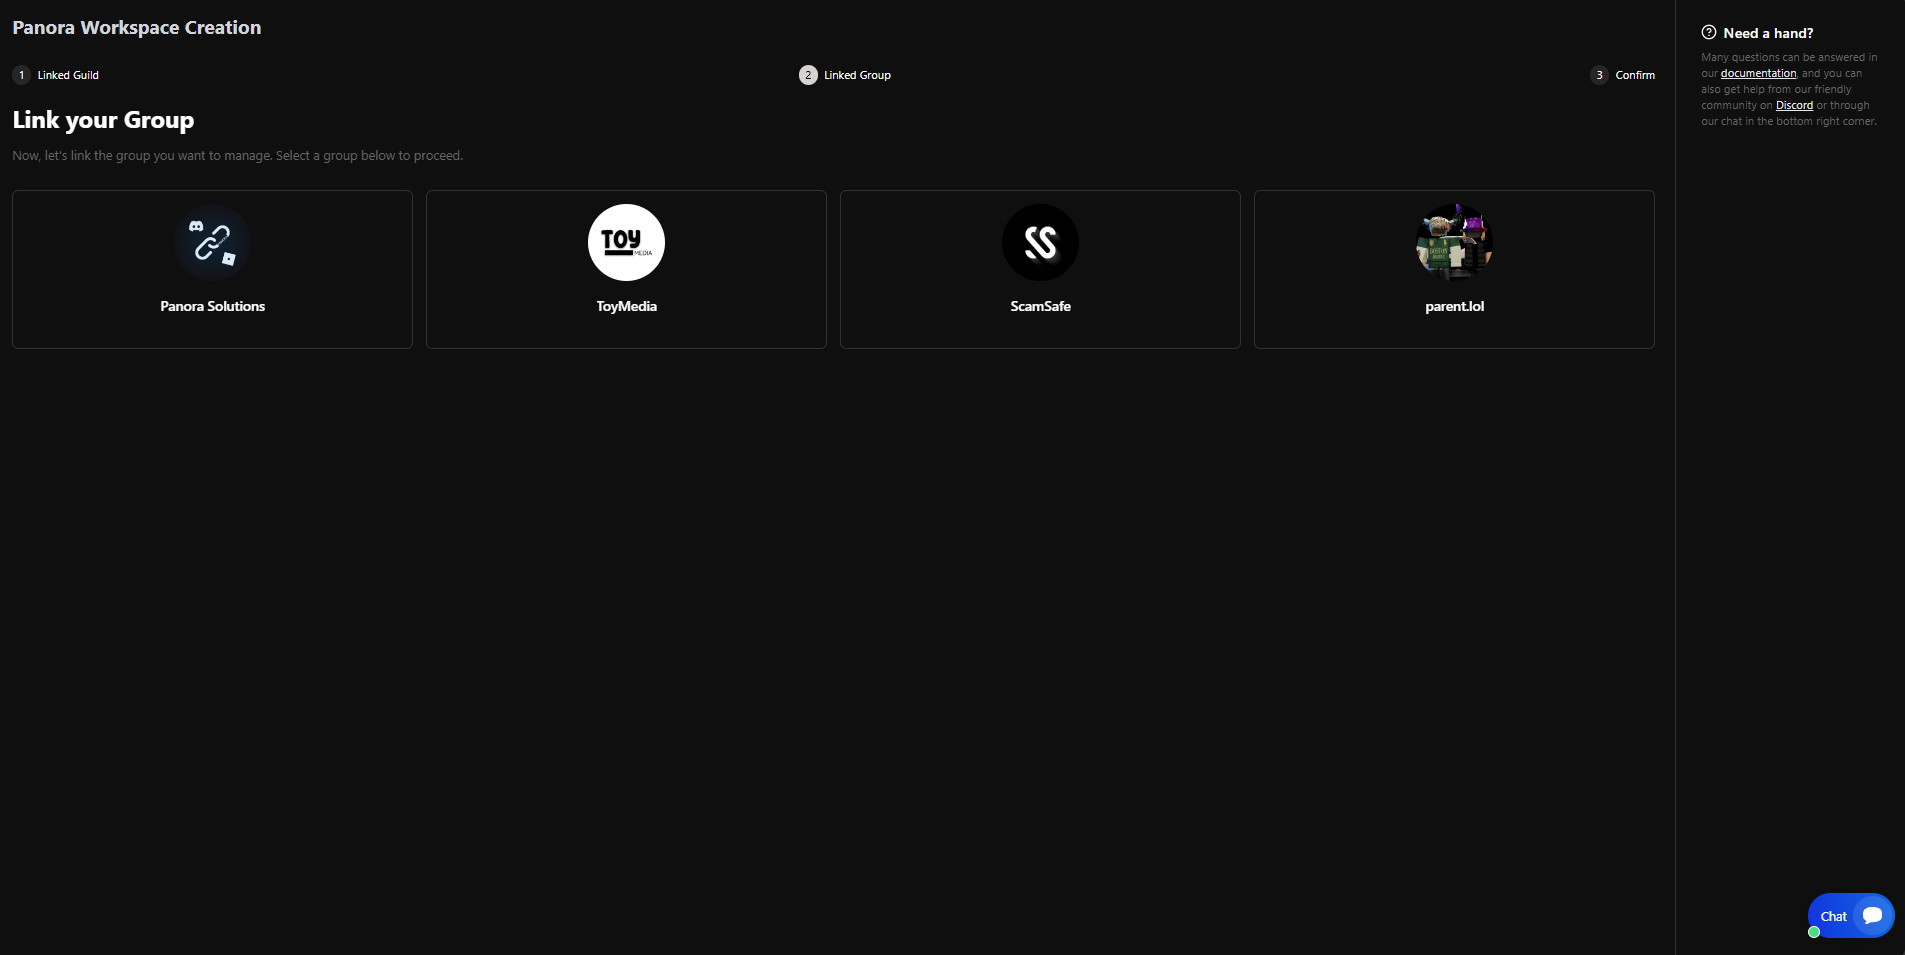 Panora Workspace Creation
1 Linked Guild
2 Linked Group
3 Confirm
Link your Group
Now, let's link the group you want to manage. Select a group below to proceed.
TOY
MEDIA
BOSTON
Panora Solutions
ToyMedia
ScamSafe
parent.lol
Need a hand?
Many questions can be answered in
our documentation, and you can
also get help from our friendly
community on Discord or through
our chat in the bottom right corner.
Chat